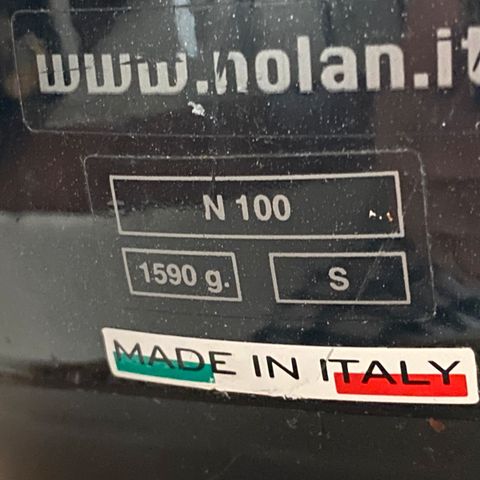 www.nolan.it
N 100
1590 g.
S
MADE IN ITALY